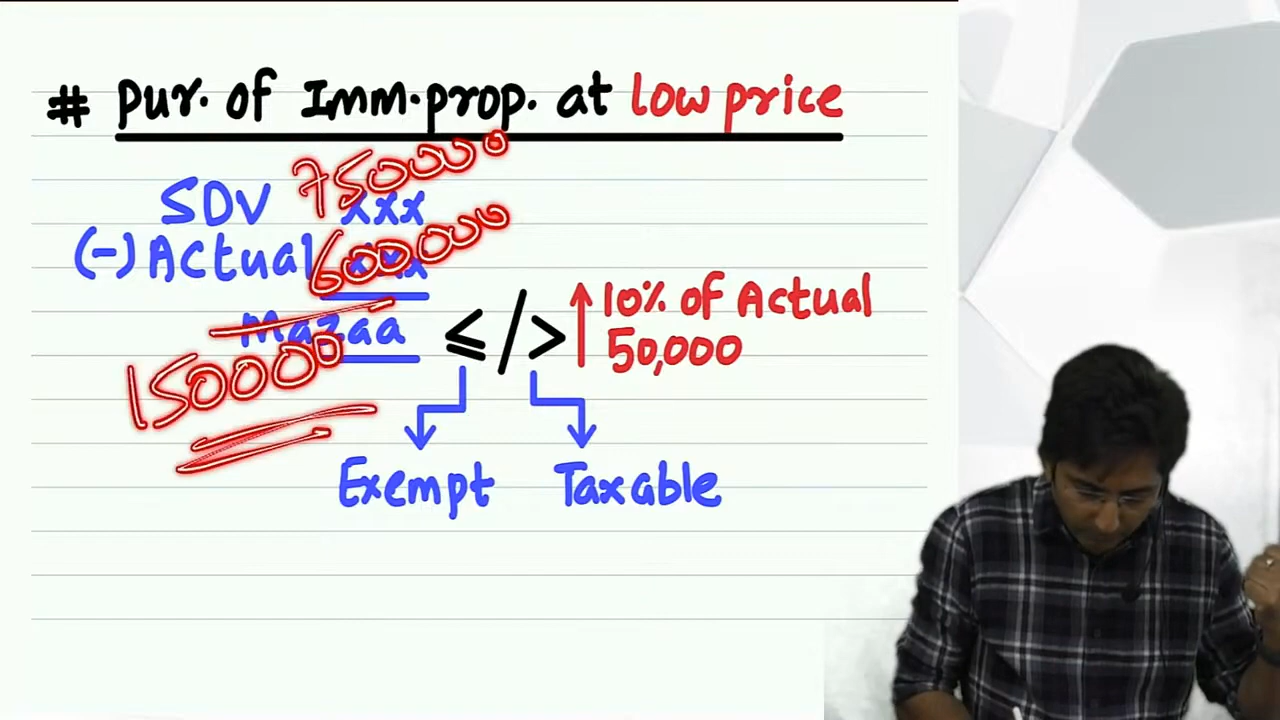 # Pur. of Imm. prop. at low price
SDV xxx 750000
(-) Actual xxx 600000
Mazaa ≤ / > ↑ 10% of Actual
50,000
150000
Exempt Taxable